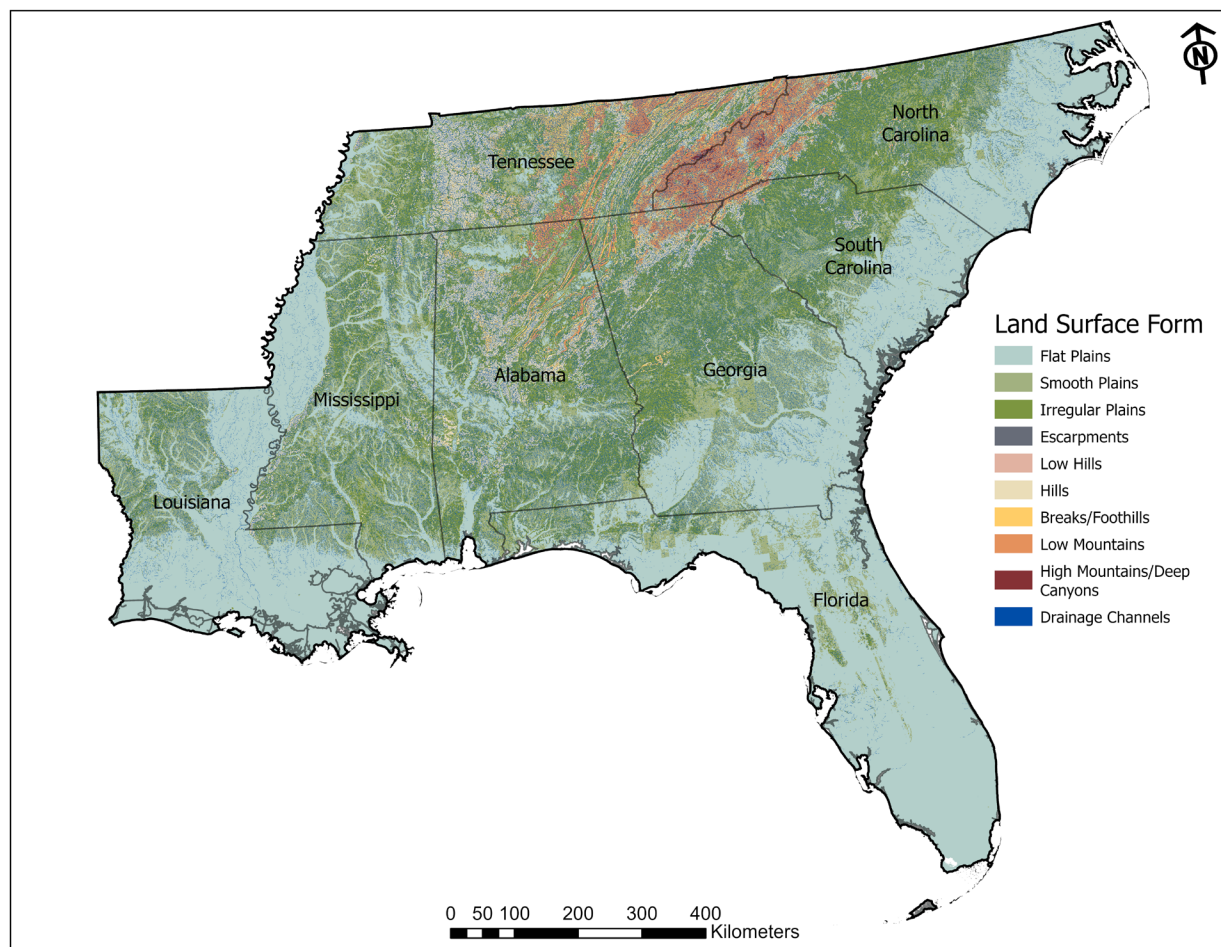 N
North
Carolina
Tennessee
South
Carolina
Land Surface Form
Flat Plains
Smooth Plains
Irregular Plains
Escarpments
Low Hills
Hills
Breaks/Foothills
Low Mountains
High Mountains/Deep
Canyons
Drainage Channels
Georgia
Alabama
Mississippi
Louisiana
Florida
0 50 100 200 300 400
Kilometers